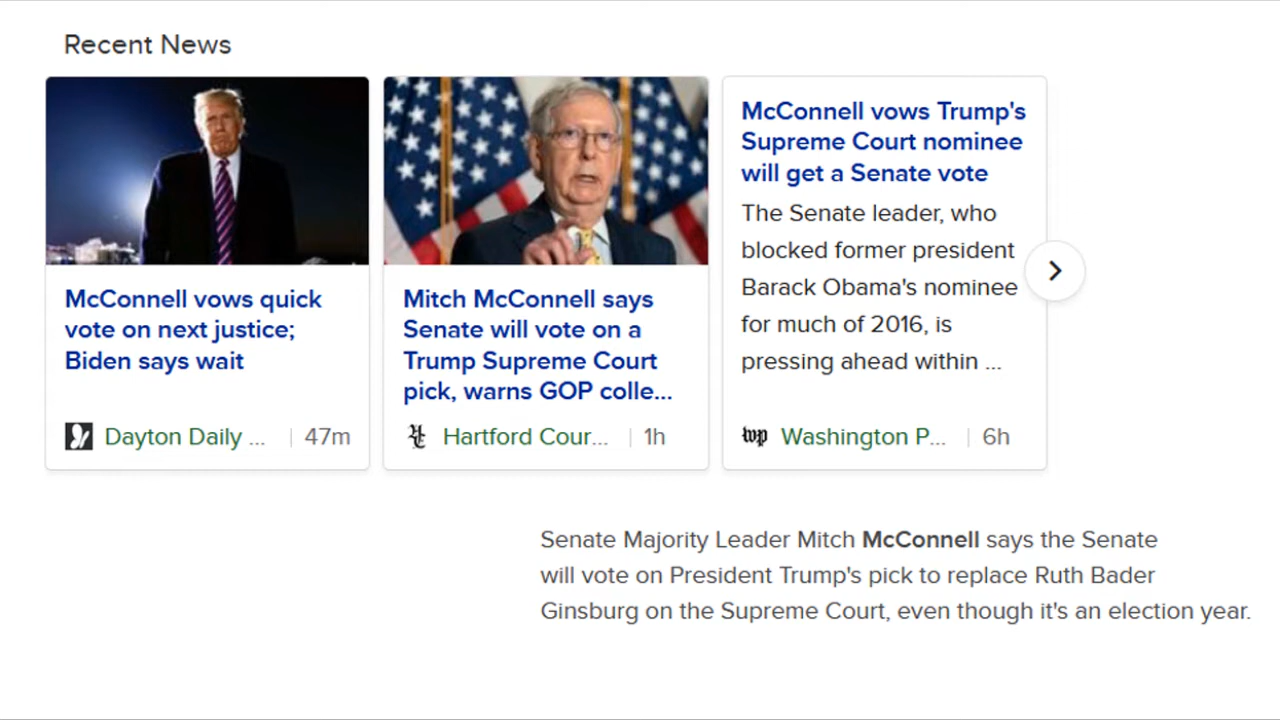 Recent News
McConnell vows quick
vote on next justice;
Biden says wait
Dayton Daily ... | 47m
Mitch McConnell says
Senate will vote on a
Trump Supreme Court
pick, warns GOP colle...
Hartford Cour... | 1h
McConnell vows Trump's
Supreme Court nominee
will get a Senate vote
The Senate leader, who
blocked former president
Barack Obama's nominee
for much of 2016, is
pressing ahead within ...
wp Washington P... | 6h
Senate Majority Leader Mitch McConnell says the Senate
will vote on President Trump's pick to replace Ruth Bader
Ginsburg on the Supreme Court, even though it's an election year.